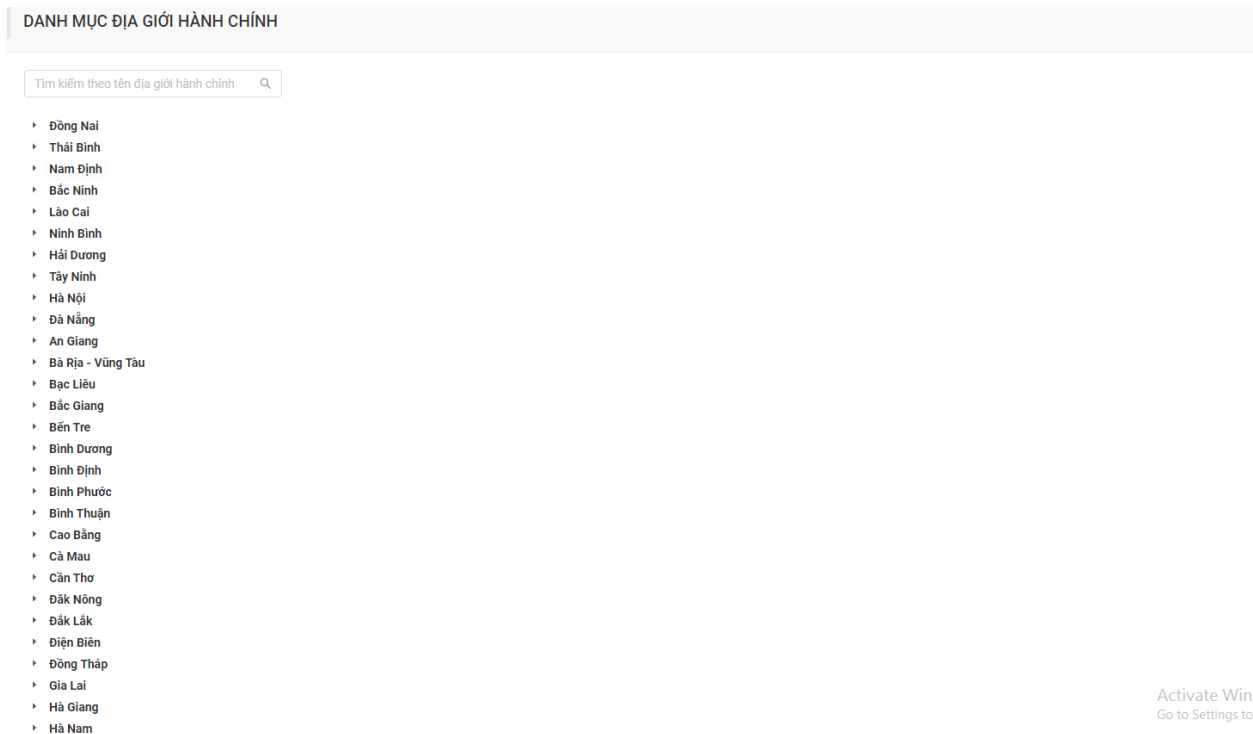 DANH MỤC ĐỊA GIỚI HÀNH CHÍNH
Tìm kiếm theo tên địa giới hành chính
Đồng Nai
Thái Bình
Nam Định
Bắc Ninh
Lào Cai
Ninh Bình
Hải Dương
Tây Ninh
Hà Nội
Đà Nẵng
An Giang
Bà Rịa - Vũng Tàu
Bạc Liêu
Bắc Giang
Bến Tre
Bình Dương
Bình Định
Bình Phước
Bình Thuận
Cao Bằng
Cà Mau
Cần Thơ
Đăk Nông
Đắk Lắk
Điện Biên
Đồng Tháp
Gia Lai
Hà Giang
Hà Nam
Activate Win
Go to Settings to